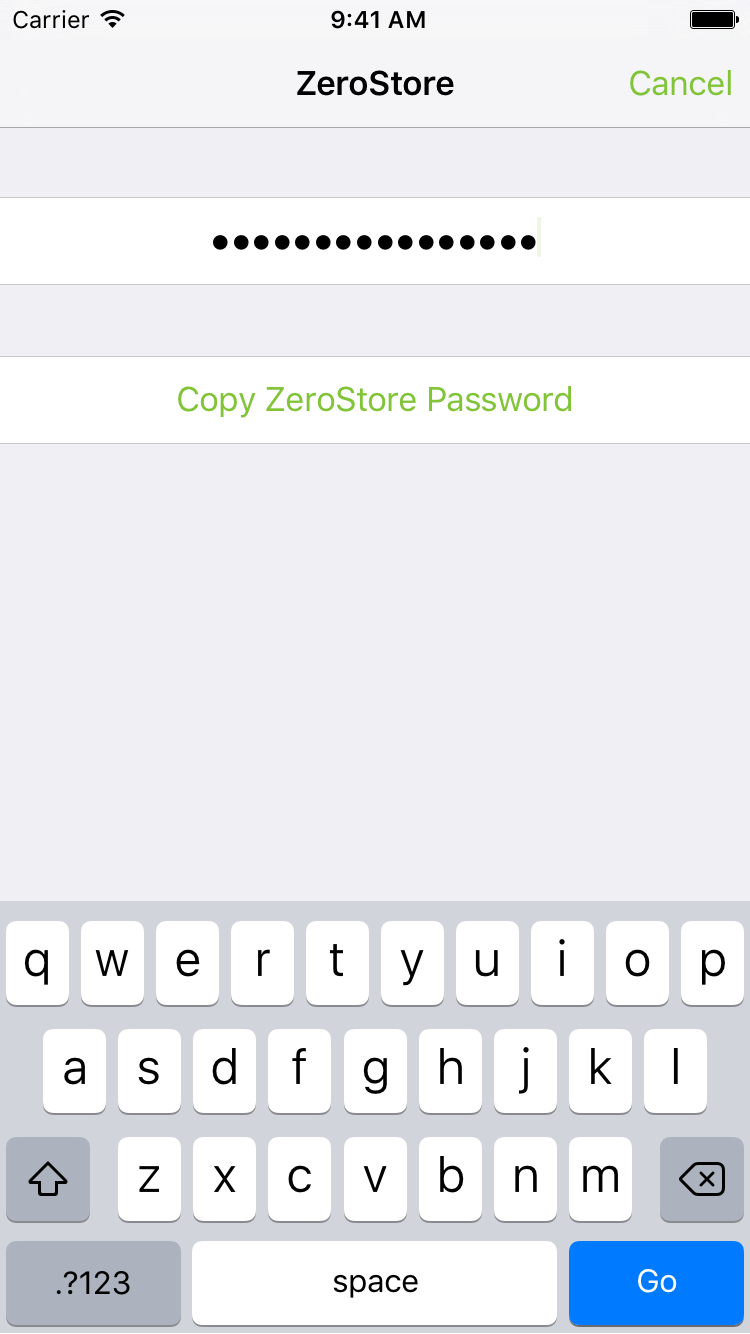 Carrier 9:41 AM
ZeroStore Cancel
••••••••••••••••
Copy ZeroStore Password
q w e r t y u i o p
a s d f g h j k l
z x c v b n m
.?123 space Go